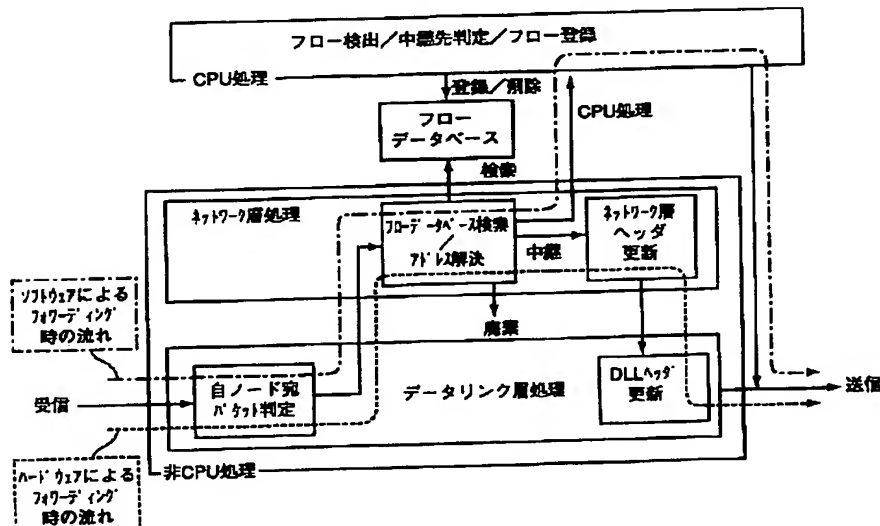 フロー検出／中継先判定／フロー登録
CPU処理
登録／削除
CPU処理
フロー
データベース
検索
ネットワーク層処理
フローデータベース検索
／
アドレス解決
中継
ネットワーク層
ヘッダ
更新
ソフトウェアによる
フォワーディング
時の流れ
廃棄
受信
自ノード宛
パケット判定
データリンク層処理
DLLヘッダ
更新
送信
非CPU処理
ハードウェアによる
フォワーディング
時の流れ